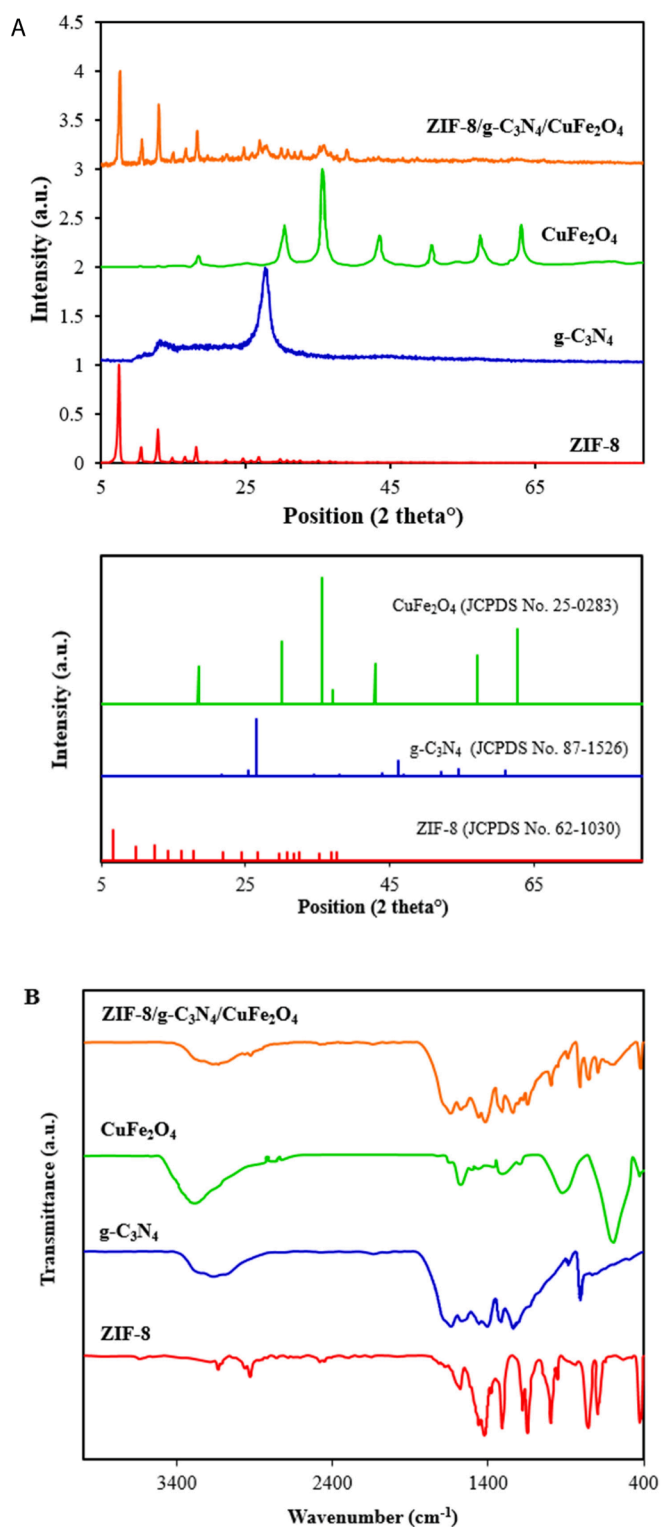 A
4
3.5
3
2.5
2
1.5
1
0.5
0
Intensity (a.u.)
ZIF-8/g-C₃N₄/CuFe₂O₄
CuFe₂O₄
g-C₃N₄
ZIF-8
5 25 45 65
Position (2 theta°)
Intensity (a.u.)
CuFe₂O₄ (JCPDS No. 25-0283)
g-C₃N₄ (JCPDS No. 87-1526)
ZIF-8 (JCPDS No. 62-1030)
5 25 45 65
Position (2 theta°)
B
Transmittance (a.u.)
ZIF-8/g-C₃N₄/CuFe₂O₄
CuFe₂O₄
g-C₃N₄
ZIF-8
3400 2400 1400 400
Wavenumber (cm⁻¹)